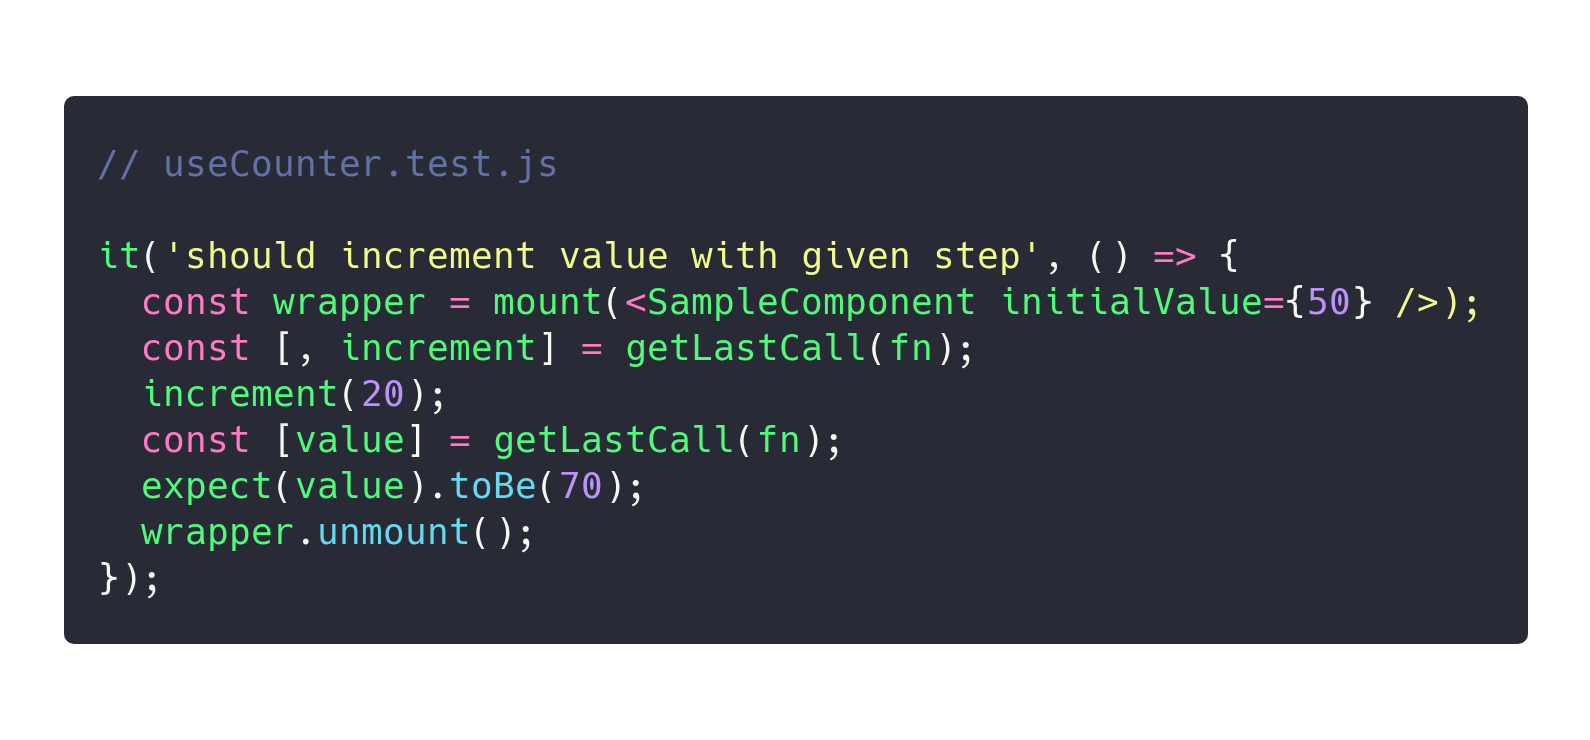 // useCounter.test.js
it('should increment value with given step', () => {
  const wrapper = mount(<SampleComponent initialValue={50} />);
  const [, increment] = getLastCall(fn);
  increment(20);
  const [value] = getLastCall(fn);
  expect(value).toBe(70);
  wrapper.unmount();
});